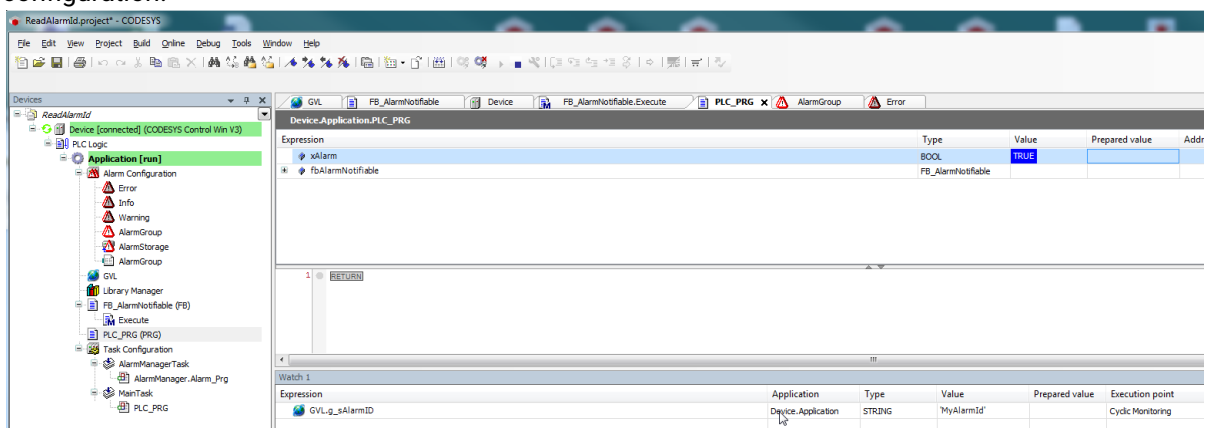 configuration.
ReadAlarmId.project* - CODESYS
File Edit View Project Build Online Debug Tools Window Help
Devices
ReadAlarmId
Device [connected] (CODESYS Control Win V3)
PLC Logic
Application [run]
Alarm Configuration
Error
Info
Warning
AlarmGroup
AlarmStorage
AlarmGroup
GVL
Library Manager
FB_AlarmNotifiable (FB)
Execute
PLC_PRG (PRG)
Task Configuration
AlarmManagerTask
AlarmManager.Alarm_Prg
MainTask
PLC_PRG
GVL FB_AlarmNotifiable Device FB_AlarmNotifiable.Execute PLC_PRG X AlarmGroup Error
Device.Application.PLC_PRG
Expression Type Value Prepared value Addr
xAlarm BOOL TRUE
fbAlarmNotifiable FB_AlarmNotifiable
1 RETURN
Watch 1
Expression Application Type Value Prepared value Execution point
GVL.g_sAlarmID Device.Application STRING 'MyAlarmId' Cyclic Monitoring